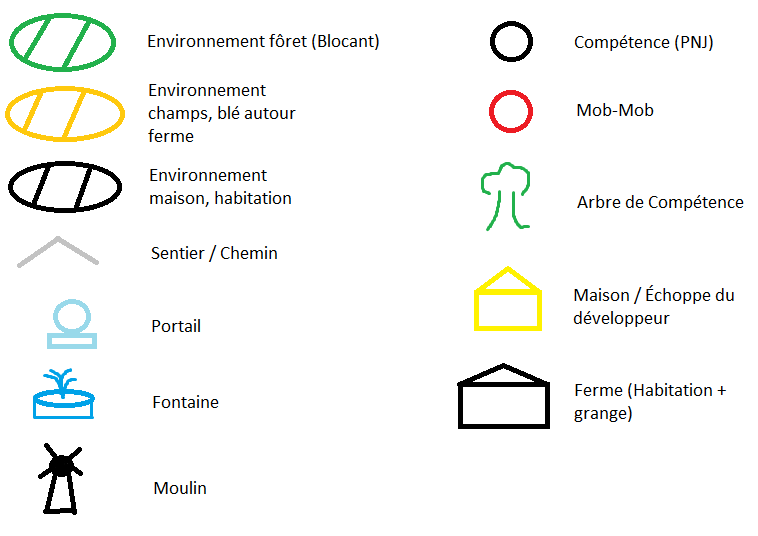 Environnement fôret (Blocant)
Environnement
champs, blé autour
ferme
Environnement
maison, habitation
Sentier / Chemin
Portail
Fontaine
Moulin
Compétence (PNJ)
Mob-Mob
Arbre de Compétence
Maison / Échoppe du
développeur
Ferme (Habitation +
grange)